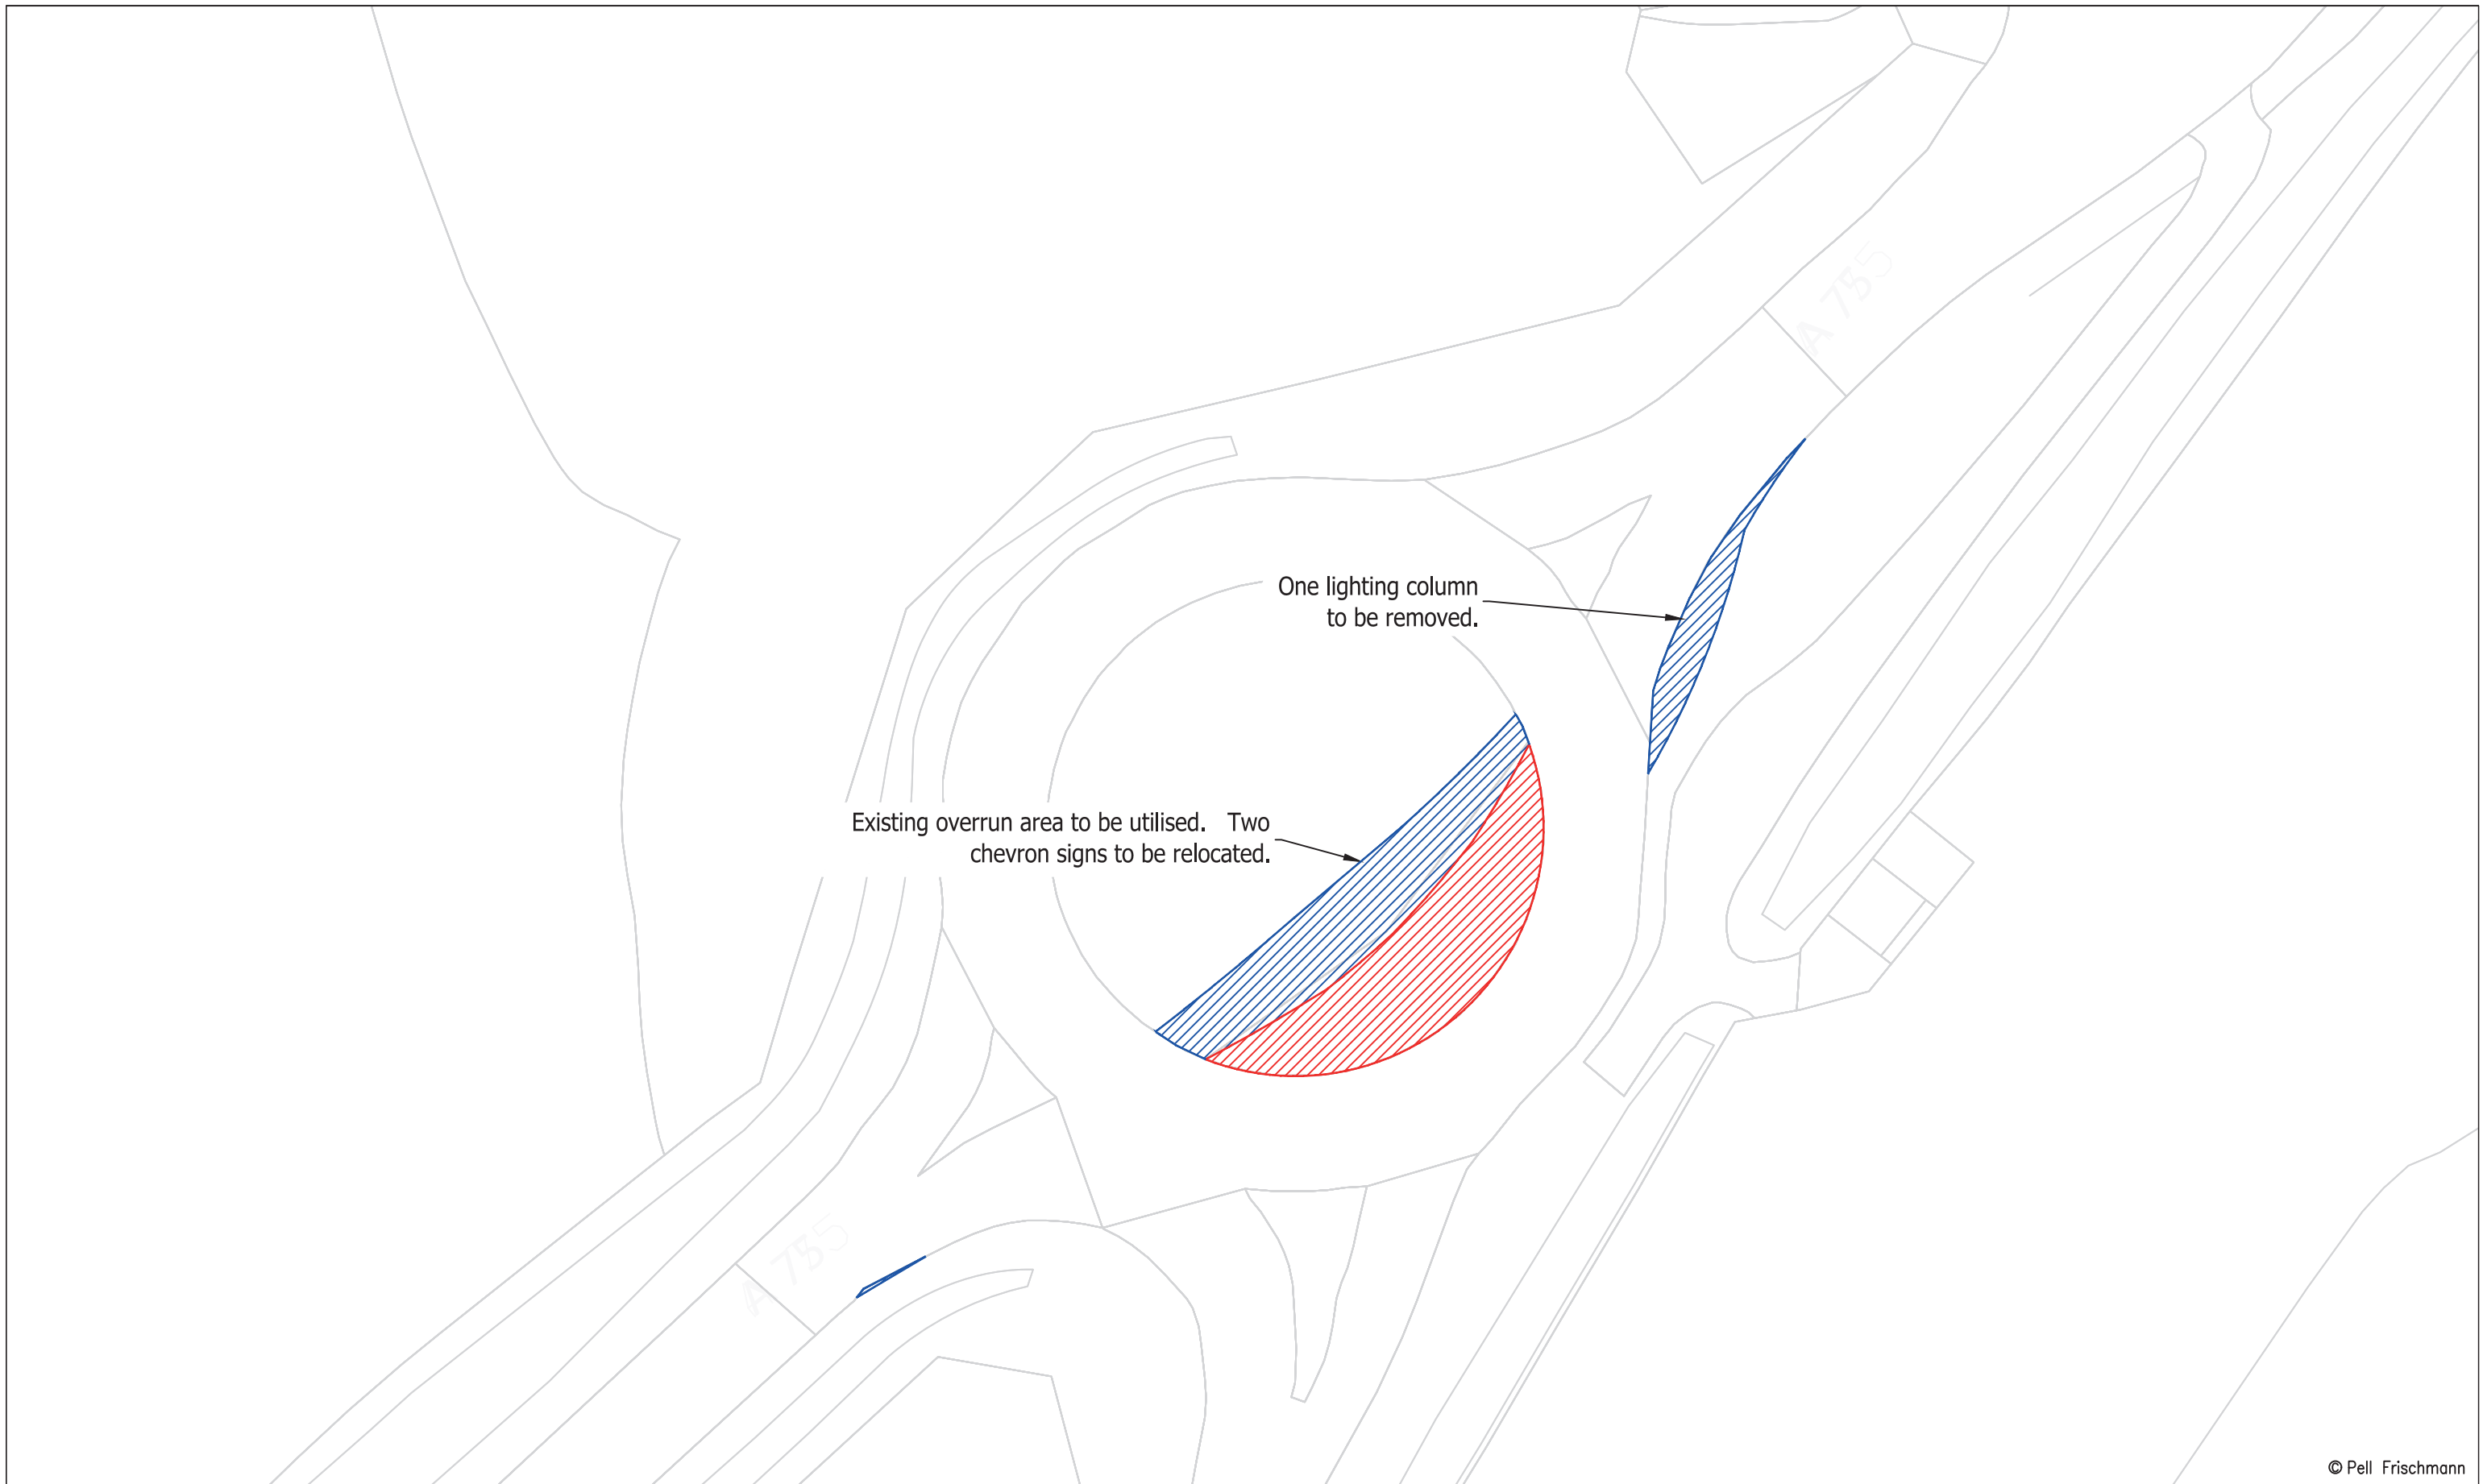 One lighting column
to be removed.
Existing overrun area to be utilised. Two
chevron signs to be relocated.
© Pell Frischmann